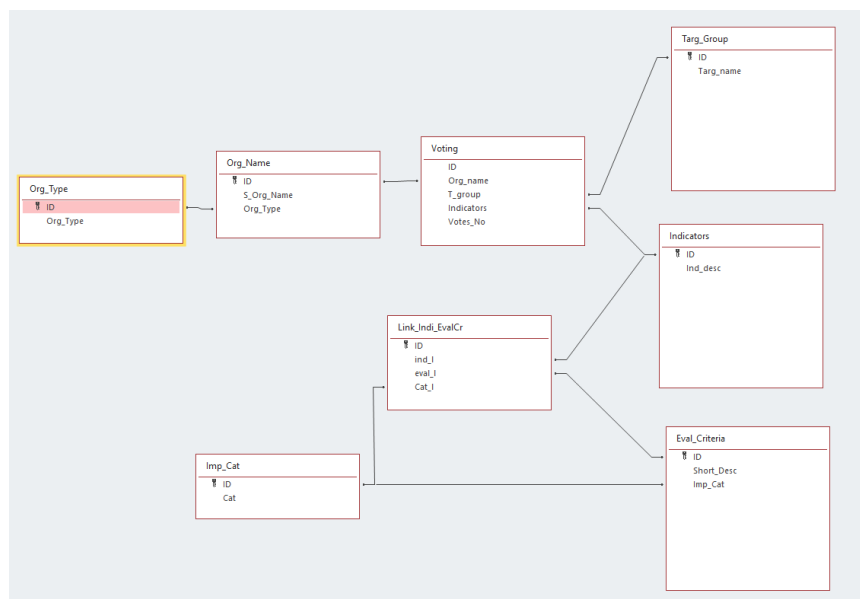 Targ_Group
ID
Targ_name
Voting
ID
Org_name
T_group
Indicators
Votes_No
Org_Name
ID
S_Org_Name
Org_Type
Org_Type
ID
Org_Type
Indicators
ID
Ind_desc
Link_Indi_EvalCr
ID
ind_I
eval_I
Cat_I
Eval_Criteria
ID
Short_Desc
Imp_Cat
Imp_Cat
ID
Cat